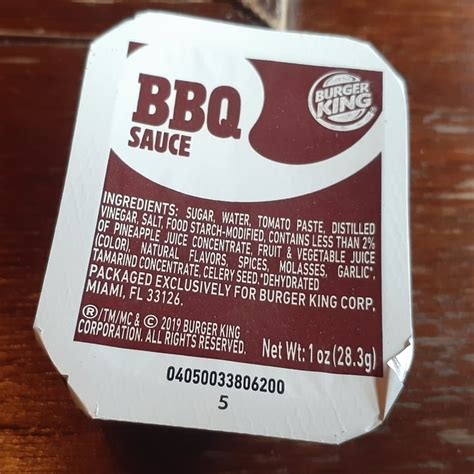 BBQ
SAUCE
BURGER
KING
INGREDIENTS: SUGAR, WATER, TOMATO PASTE, DISTILLED
VINEGAR, SALT, FOOD STARCH-MODIFIED, CONTAINS LESS THAN 2%
OF PINEAPPLE JUICE CONCENTRATE, FRUIT & VEGETABLE JUICE
(COLOR), NATURAL FLAVORS, SPICES, MOLASSES, GARLIC*,
TAMARIND CONCENTRATE, CELERY SEED. *DEHYDRATED
PACKAGED EXCLUSIVELY FOR BURGER KING CORP.
MIAMI, FL 33126.
®/TM/MC & © 2019 BURGER KING
CORPORATION. ALL RIGHTS RESERVED.
Net Wt: 1 oz (28.3g)
04050033806200
5